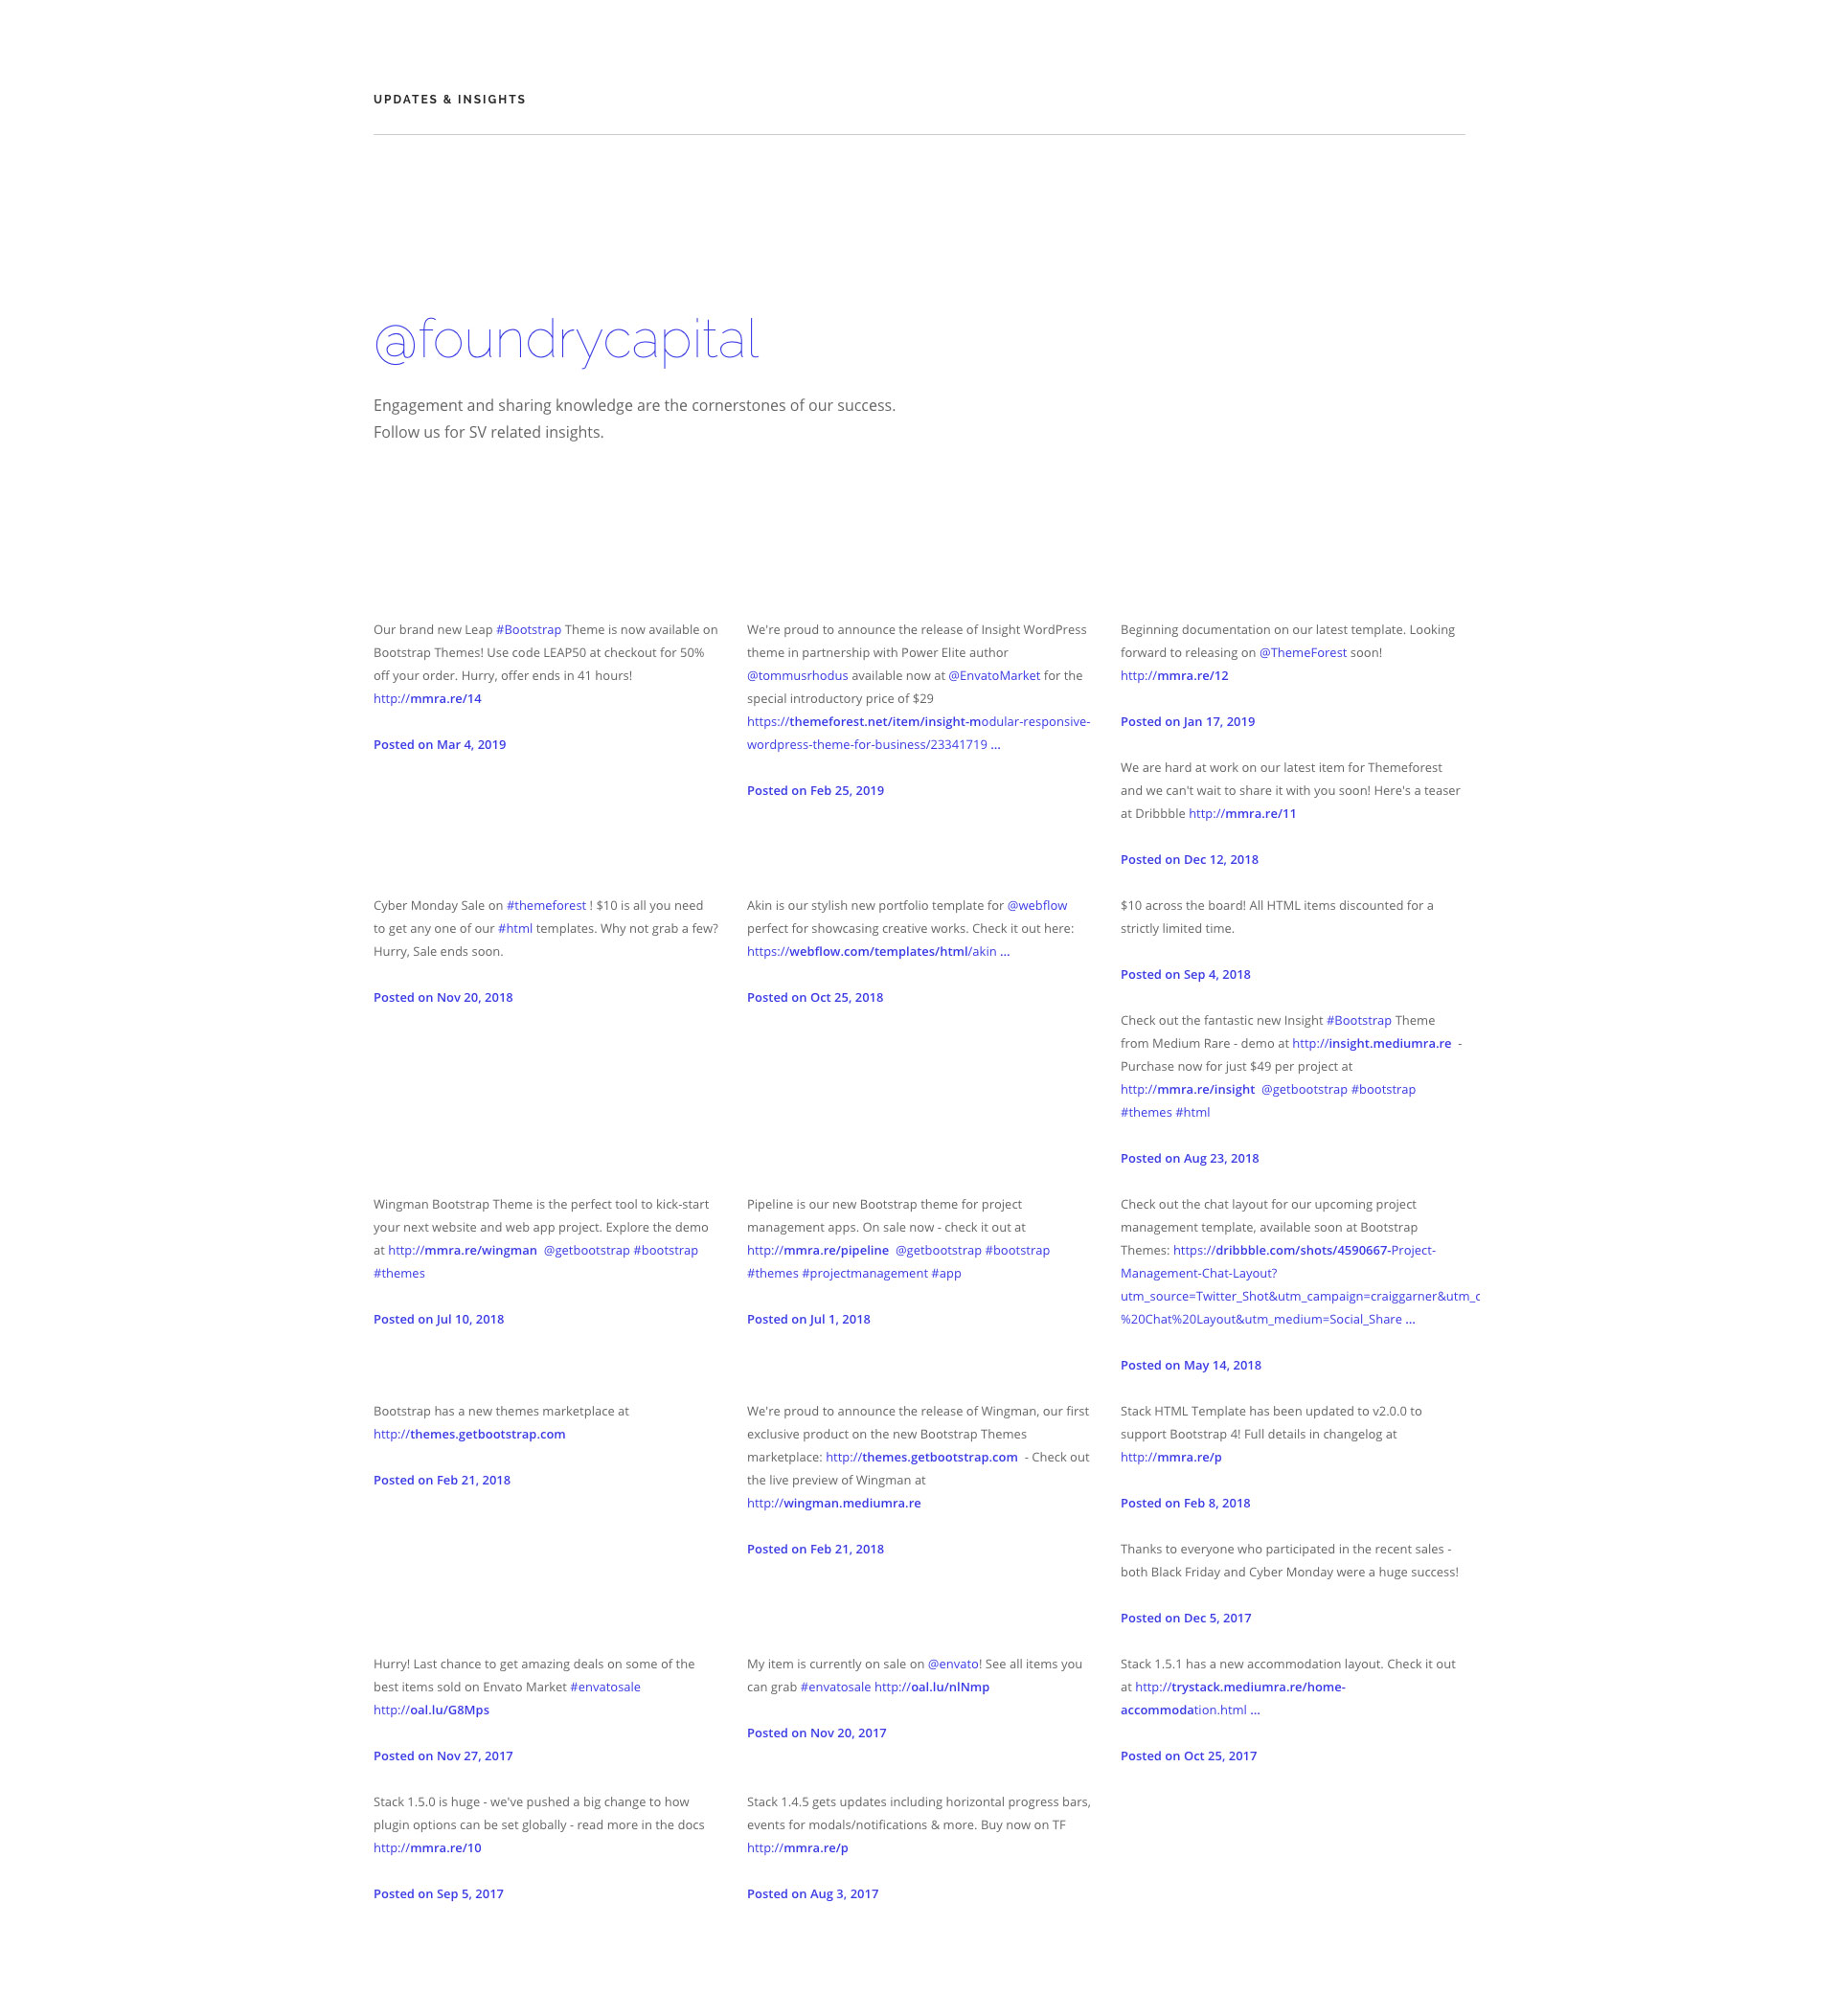 UPDATES & INSIGHTS
@foundrycapital
Engagement and sharing knowledge are the cornerstones of our success.
Follow us for SV related insights.
Our brand new Leap #Bootstrap Theme is now available on
Bootstrap Themes! Use code LEAP50 at checkout for 50%
off your order. Hurry, offer ends in 41 hours!
http://mmra.re/14
Posted on Mar 4, 2019
We're proud to announce the release of Insight WordPress
theme in partnership with Power Elite author
@tommusrhodus available now at @EnvatoMarket for the
special introductory price of $29
https://themeforest.net/item/insight-modular-responsive-
wordpress-theme-for-business/23341719 …
Posted on Feb 25, 2019
Beginning documentation on our latest template. Looking
forward to releasing on @ThemeForest soon!
http://mmra.re/12
Posted on Jan 17, 2019
We are hard at work on our latest item for Themeforest
and we can't wait to share it with you soon! Here's a teaser
at Dribbble http://mmra.re/11
Posted on Dec 12, 2018
Cyber Monday Sale on #themeforest ! $10 is all you need
to get any one of our #html templates. Why not grab a few?
Hurry, Sale ends soon.
Posted on Nov 20, 2018
Akin is our stylish new portfolio template for @webflow
perfect for showcasing creative works. Check it out here:
https://webflow.com/templates/html/akin …
Posted on Oct 25, 2018
$10 across the board! All HTML items discounted for a
strictly limited time.
Posted on Sep 4, 2018
Check out the fantastic new Insight #Bootstrap Theme
from Medium Rare - demo at http://insight.mediumra.re -
Purchase now for just $49 per project at
http://mmra.re/insight @getbootstrap #bootstrap
#themes #html
Posted on Aug 23, 2018
Wingman Bootstrap Theme is the perfect tool to kick-start
your next website and web app project. Explore the demo
at http://mmra.re/wingman @getbootstrap #bootstrap
#themes
Posted on Jul 10, 2018
Pipeline is our new Bootstrap theme for project
management apps. On sale now - check it out at
http://mmra.re/pipeline @getbootstrap #bootstrap
#themes #projectmanagement #app
Posted on Jul 1, 2018
Check out the chat layout for our upcoming project
management template, available soon at Bootstrap
Themes: https://dribbble.com/shots/4590667-Project-
Management-Chat-Layout?
utm_source=Twitter_Shot&utm_campaign=craiggarner&utm_c
%20Chat%20Layout&utm_medium=Social_Share …
Posted on May 14, 2018
Bootstrap has a new themes marketplace at
http://themes.getbootstrap.com
Posted on Feb 21, 2018
We're proud to announce the release of Wingman, our first
exclusive product on the new Bootstrap Themes
marketplace: http://themes.getbootstrap.com - Check out
the live preview of Wingman at
http://wingman.mediumra.re
Posted on Feb 21, 2018
Stack HTML Template has been updated to v2.0.0 to
support Bootstrap 4! Full details in changelog at
http://mmra.re/p
Posted on Feb 8, 2018
Thanks to everyone who participated in the recent sales -
both Black Friday and Cyber Monday were a huge success!
Posted on Dec 5, 2017
Hurry! Last chance to get amazing deals on some of the
best items sold on Envato Market #envatosale
http://oal.lu/G8Mps
Posted on Nov 27, 2017
My item is currently on sale on @envato! See all items you
can grab #envatosale http://oal.lu/nlNmp
Posted on Nov 20, 2017
Stack 1.5.1 has a new accommodation layout. Check it out
at http://trystack.mediumra.re/home-
accommodation.html …
Posted on Oct 25, 2017
Stack 1.5.0 is huge - we've pushed a big change to how
plugin options can be set globally - read more in the docs
http://mmra.re/10
Posted on Sep 5, 2017
Stack 1.4.5 gets updates including horizontal progress bars,
events for modals/notifications & more. Buy now on TF
http://mmra.re/p
Posted on Aug 3, 2017